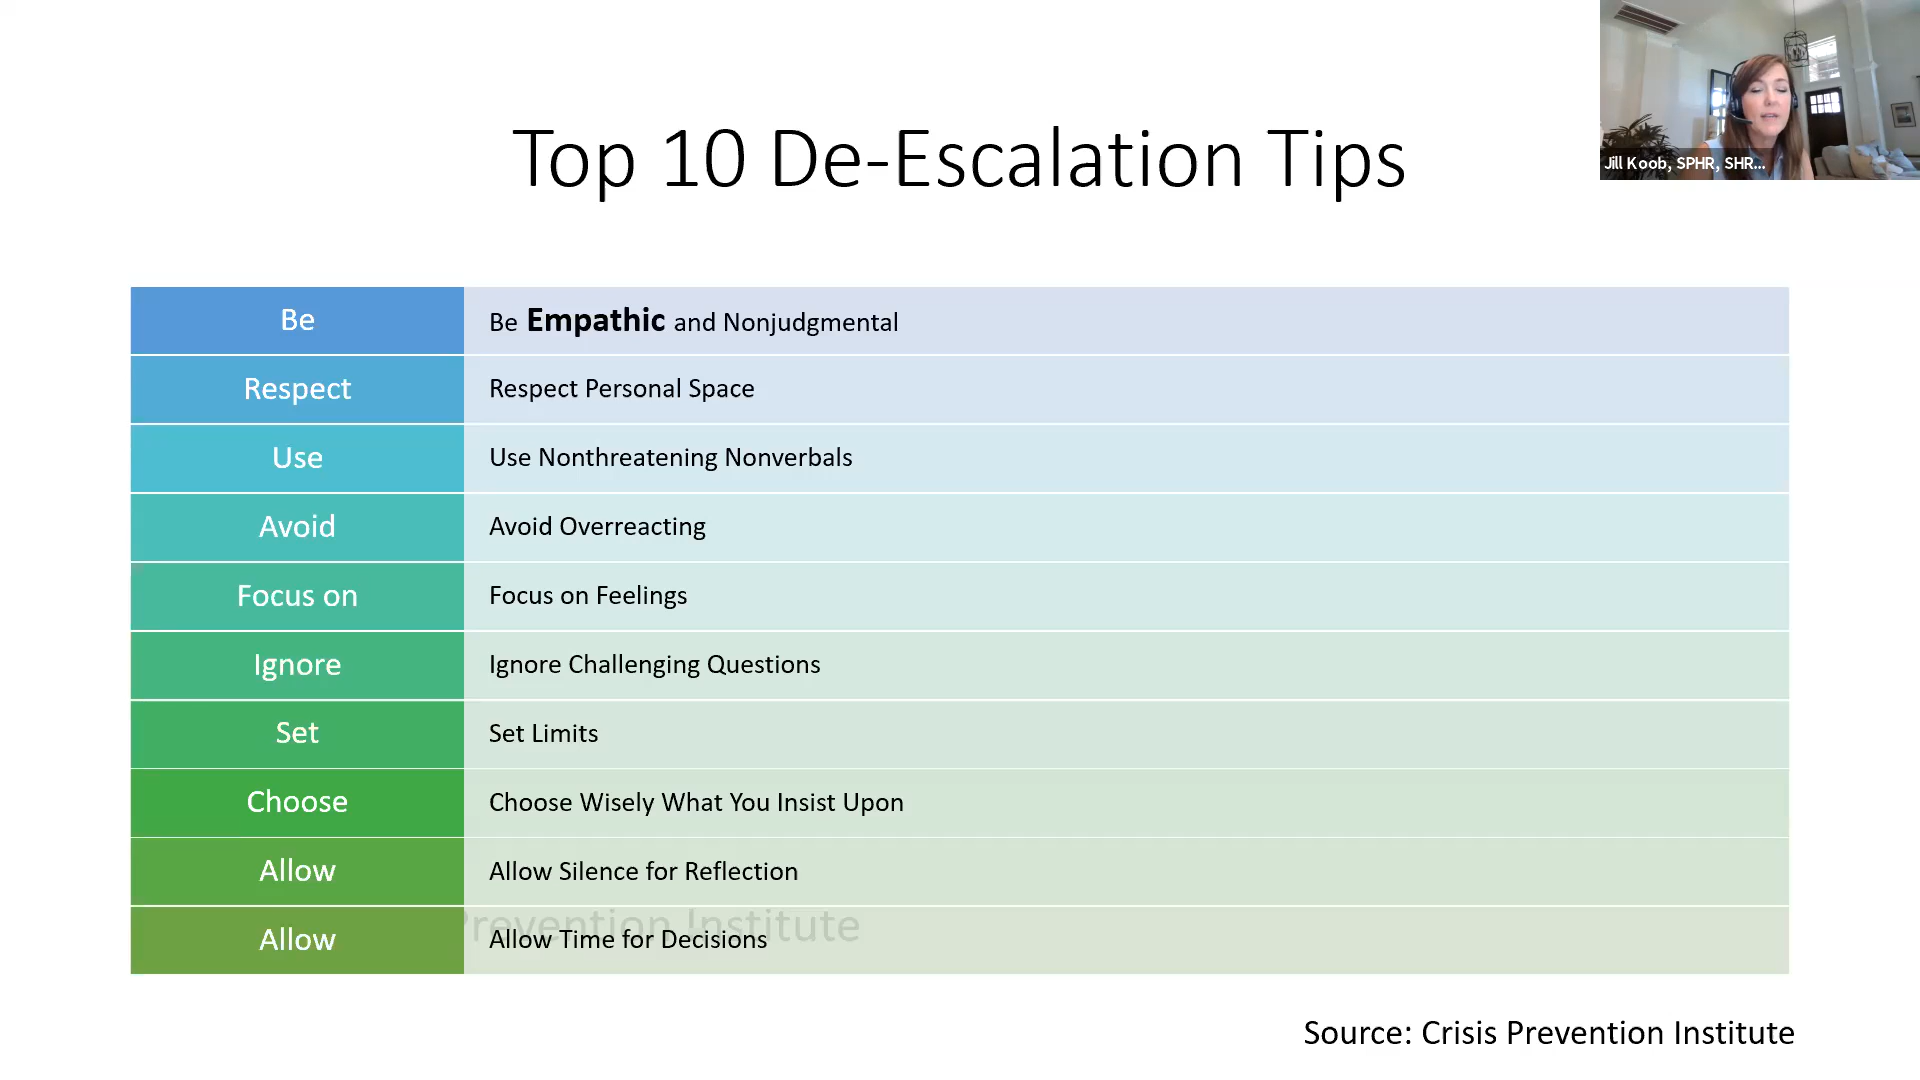 Top 10 De-Escalation Tips
Jill Koob, SPHR, SHR...
Be Be Empathic and Nonjudgmental
Respect Respect Personal Space
Use Use Nonthreatening Nonverbals
Avoid Avoid Overreacting
Focus on Focus on Feelings
Ignore Ignore Challenging Questions
Set Set Limits
Choose Choose Wisely What You Insist Upon
Allow Allow Silence for Reflection
Prevention Institute
Allow Allow Time for Decisions
Source: Crisis Prevention Institute